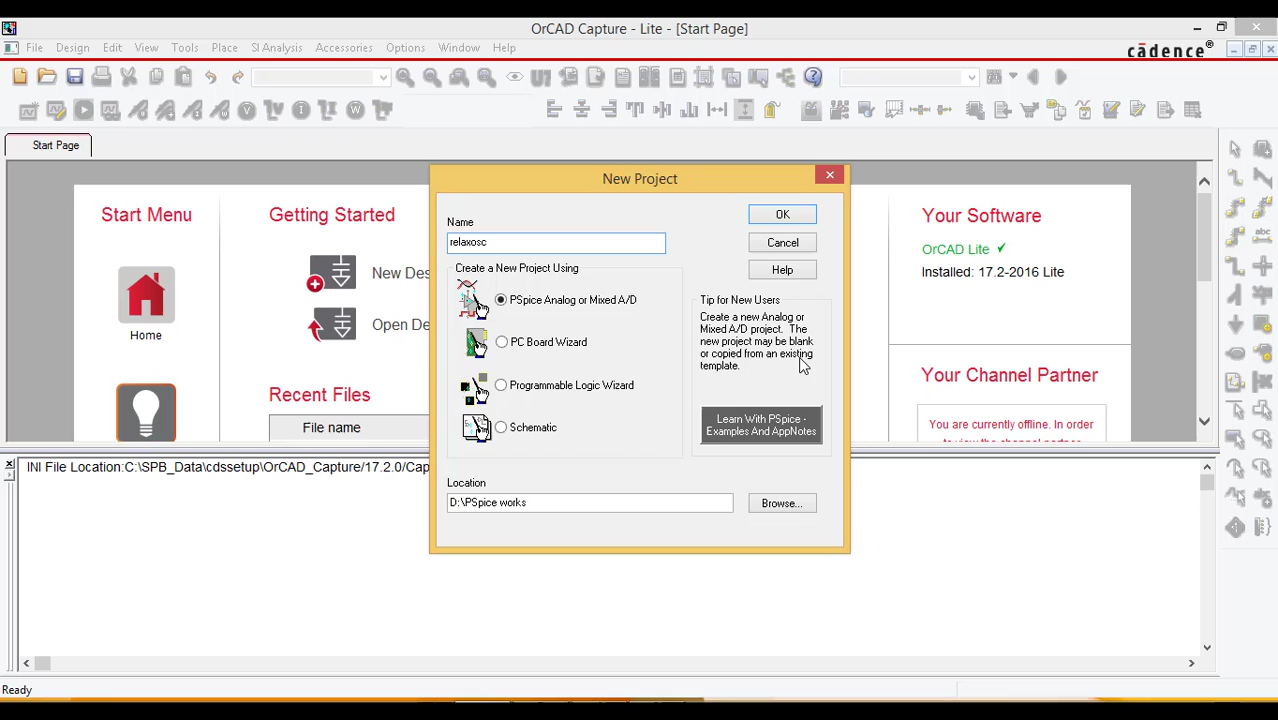 OrCAD Capture - Lite - [Start Page]
File Design Edit View Tools Place SI Analysis Accessories Options Window Help
cādence®
Start Page
Start Menu
Home
Getting Started
New Des
Open De
Recent Files
File name
New Project
Name
relaxosc
Create a New Project Using
PSpice Analog or Mixed A/D
PC Board Wizard
Programmable Logic Wizard
Schematic
Location
D:\PSpice works
OK
Cancel
Help
Tip for New Users
Create a new Analog or
Mixed A/D project. The
new project may be blank
or copied from an existing
template.
Learn With PSpice -
Examples And AppNotes
Browse...
Your Software
OrCAD Lite ✓
Installed: 17.2-2016 Lite
Your Channel Partner
You are currently offline. In order
INI File Location:C:\SPB_Data\cdssetup\OrCAD_Capture/17.2.0/Cap
Ready